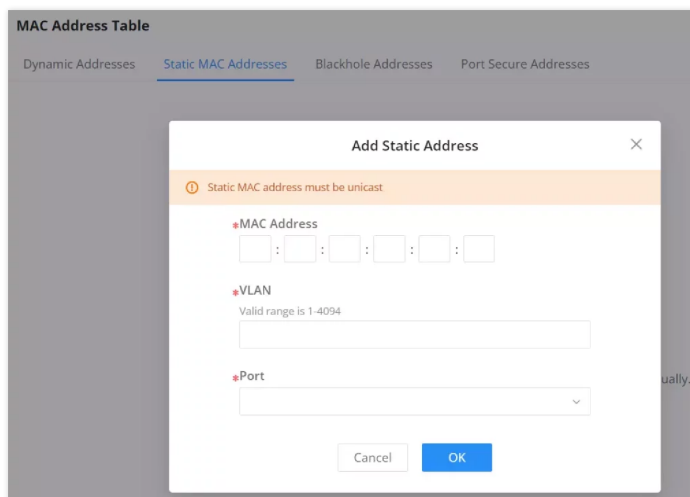 MAC Address Table
Dynamic Addresses Static MAC Addresses Blackhole Addresses Port Secure Addresses
Add Static Address
Static MAC address must be unicast
*MAC Address
: : : : :
*VLAN
Valid range is 1-4094
*Port
ually.
Cancel OK